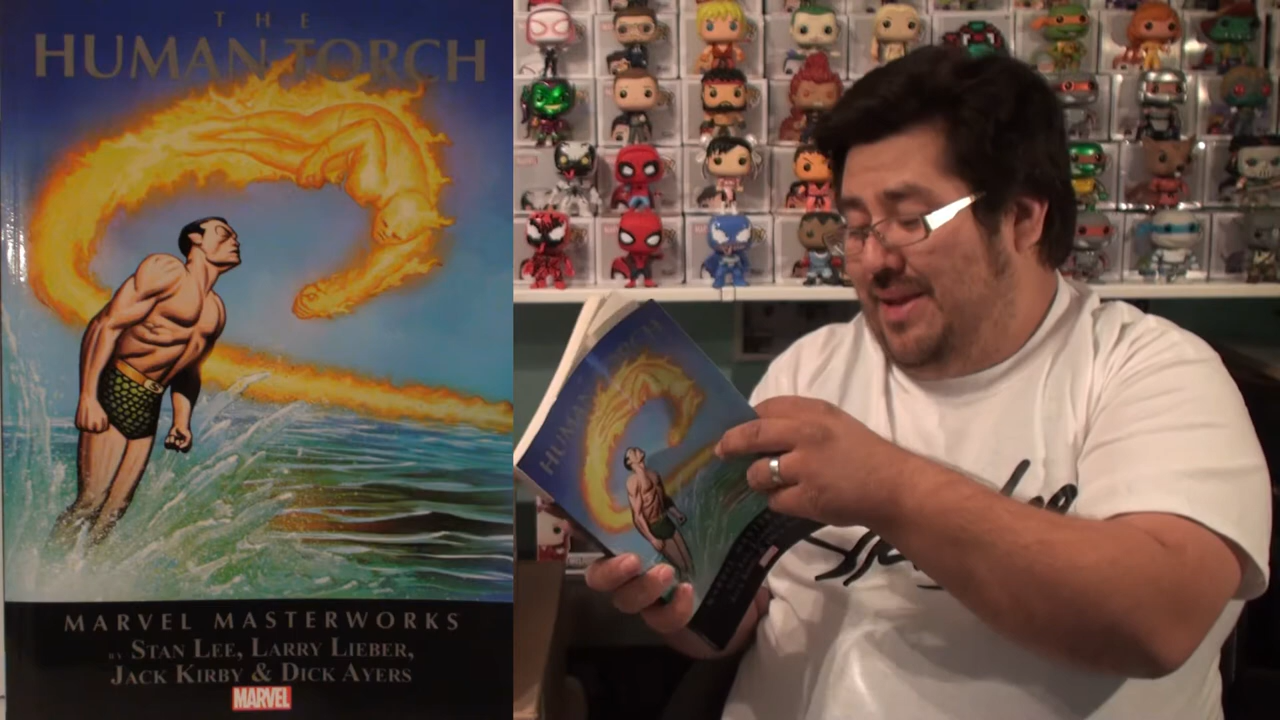 THE
HUMAN TORCH
MARVEL MASTERWORKS
BY STAN LEE, LARRY LIEBER,
JACK KIRBY & DICK AYERS
MARVEL
HUMAN TORCH